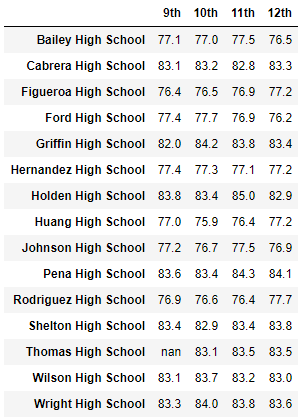 9th 10th 11th 12th
Bailey High School 77.1 77.0 77.5 76.5
Cabrera High School 83.1 83.2 82.8 83.3
Figueroa High School 76.4 76.5 76.9 77.2
Ford High School 77.4 77.7 76.9 76.2
Griffin High School 82.0 84.2 83.8 83.4
Hernandez High School 77.4 77.3 77.1 77.2
Holden High School 83.8 83.4 85.0 82.9
Huang High School 77.0 75.9 76.4 77.2
Johnson High School 77.2 76.7 77.5 76.9
Pena High School 83.6 83.4 84.3 84.1
Rodriguez High School 76.9 76.6 76.4 77.7
Shelton High School 83.4 82.9 83.4 83.8
Thomas High School nan 83.1 83.5 83.5
Wilson High School 83.1 83.7 83.2 83.0
Wright High School 83.3 84.0 83.8 83.6